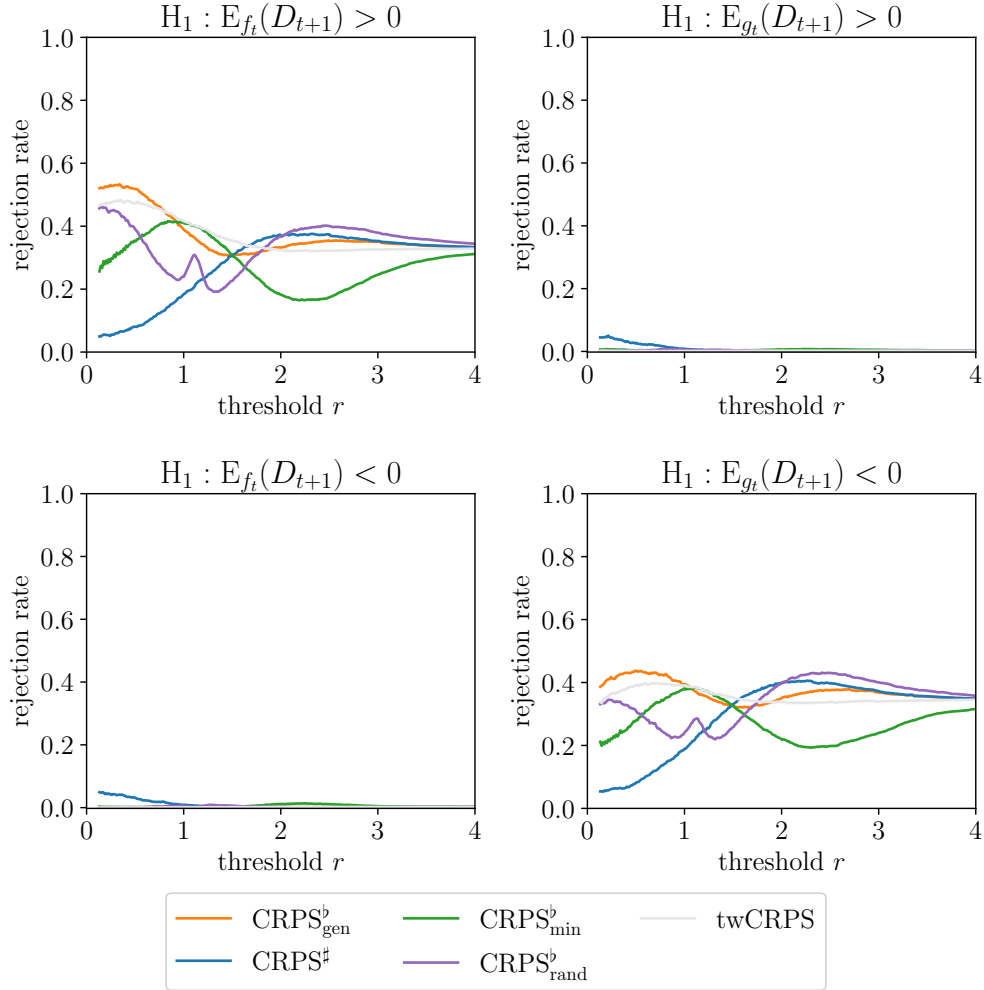 H₁ : E_{f_t}(D_{t+1}) > 0
1.0
0.8
0.6
0.4
0.2
0.0
rejection rate
0 1 2 3 4
threshold r
H₁ : E_{g_t}(D_{t+1}) > 0
1.0
0.8
0.6
0.4
0.2
0.0
rejection rate
0 1 2 3 4
threshold r
H₁ : E_{f_t}(D_{t+1}) < 0
1.0
0.8
0.6
0.4
0.2
0.0
rejection rate
0 1 2 3 4
threshold r
H₁ : E_{g_t}(D_{t+1}) < 0
1.0
0.8
0.6
0.4
0.2
0.0
rejection rate
0 1 2 3 4
threshold r
CRPS♭_gen
CRPS♯
CRPS♭_min
CRPS♭_rand
twCRPS